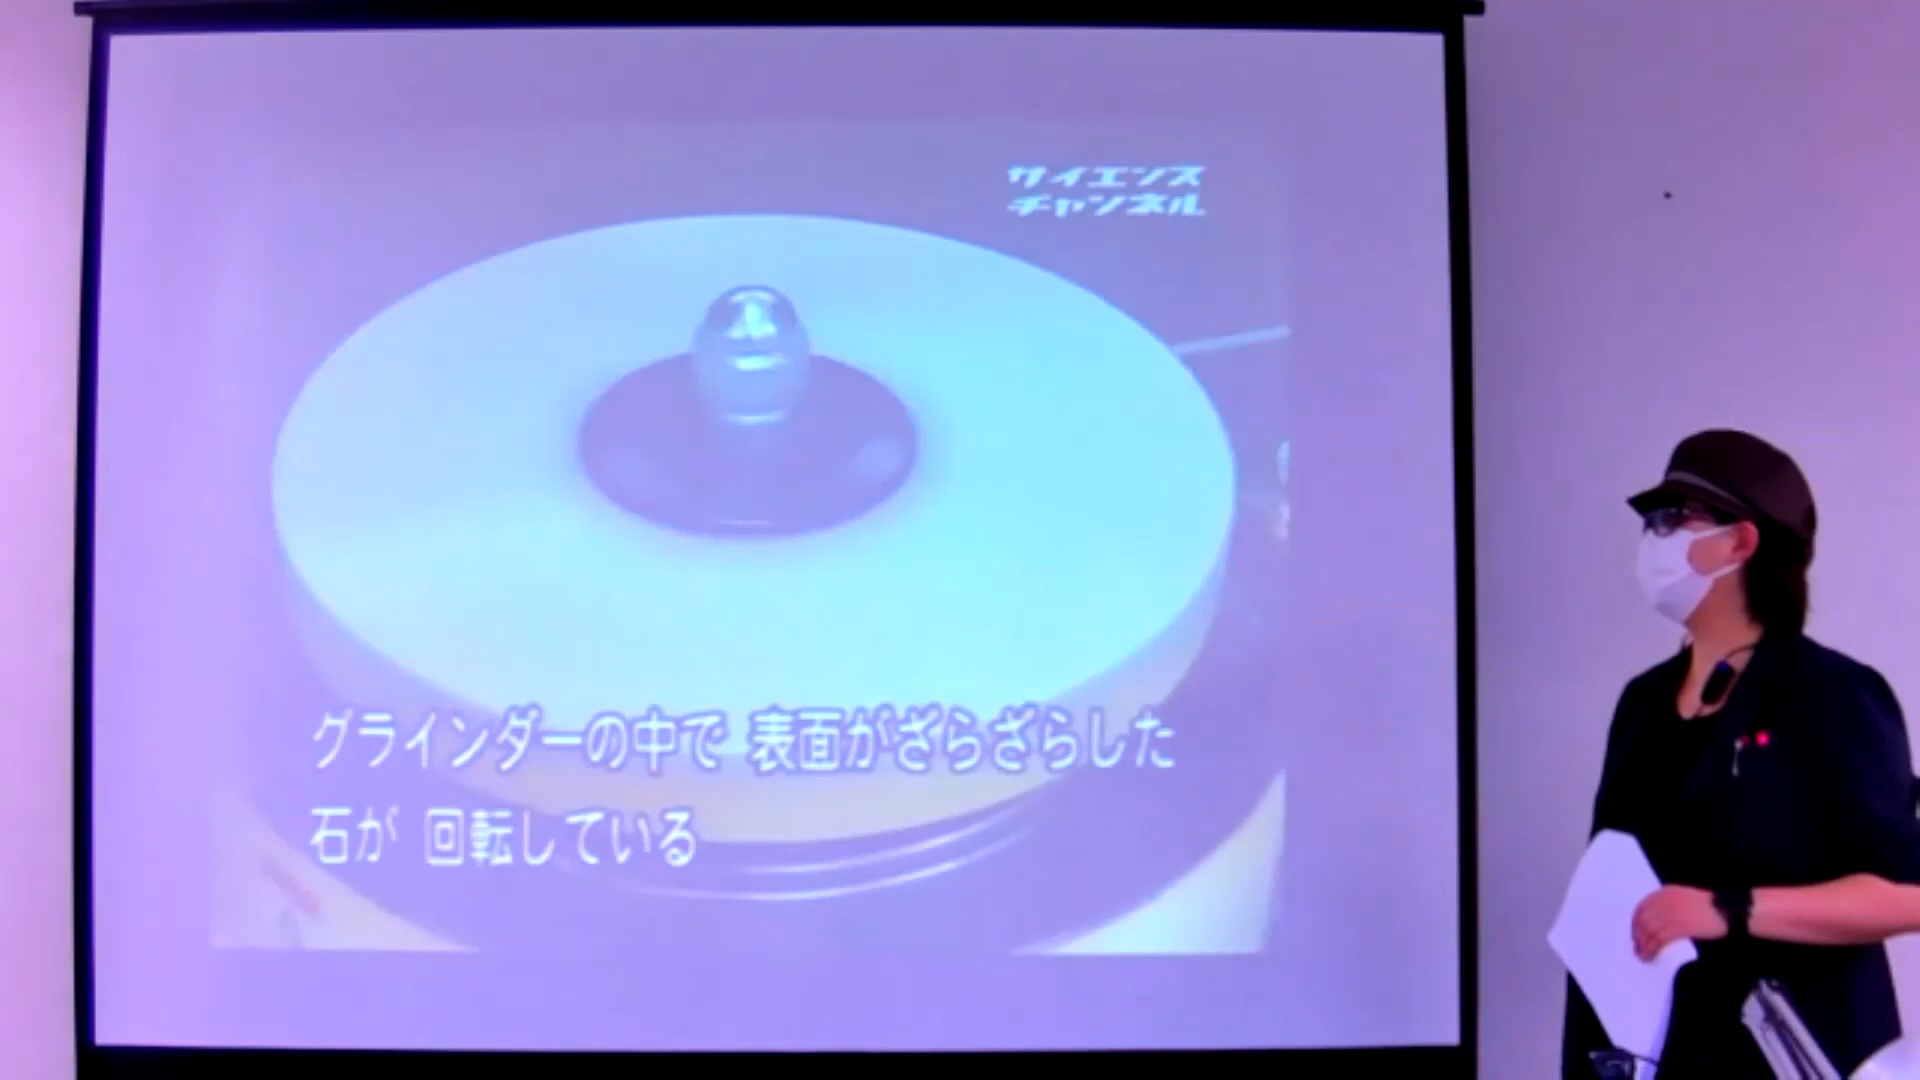 サイエンス
チャンネル
グラインダーの中で 表面がざらざらした
石が 回転している